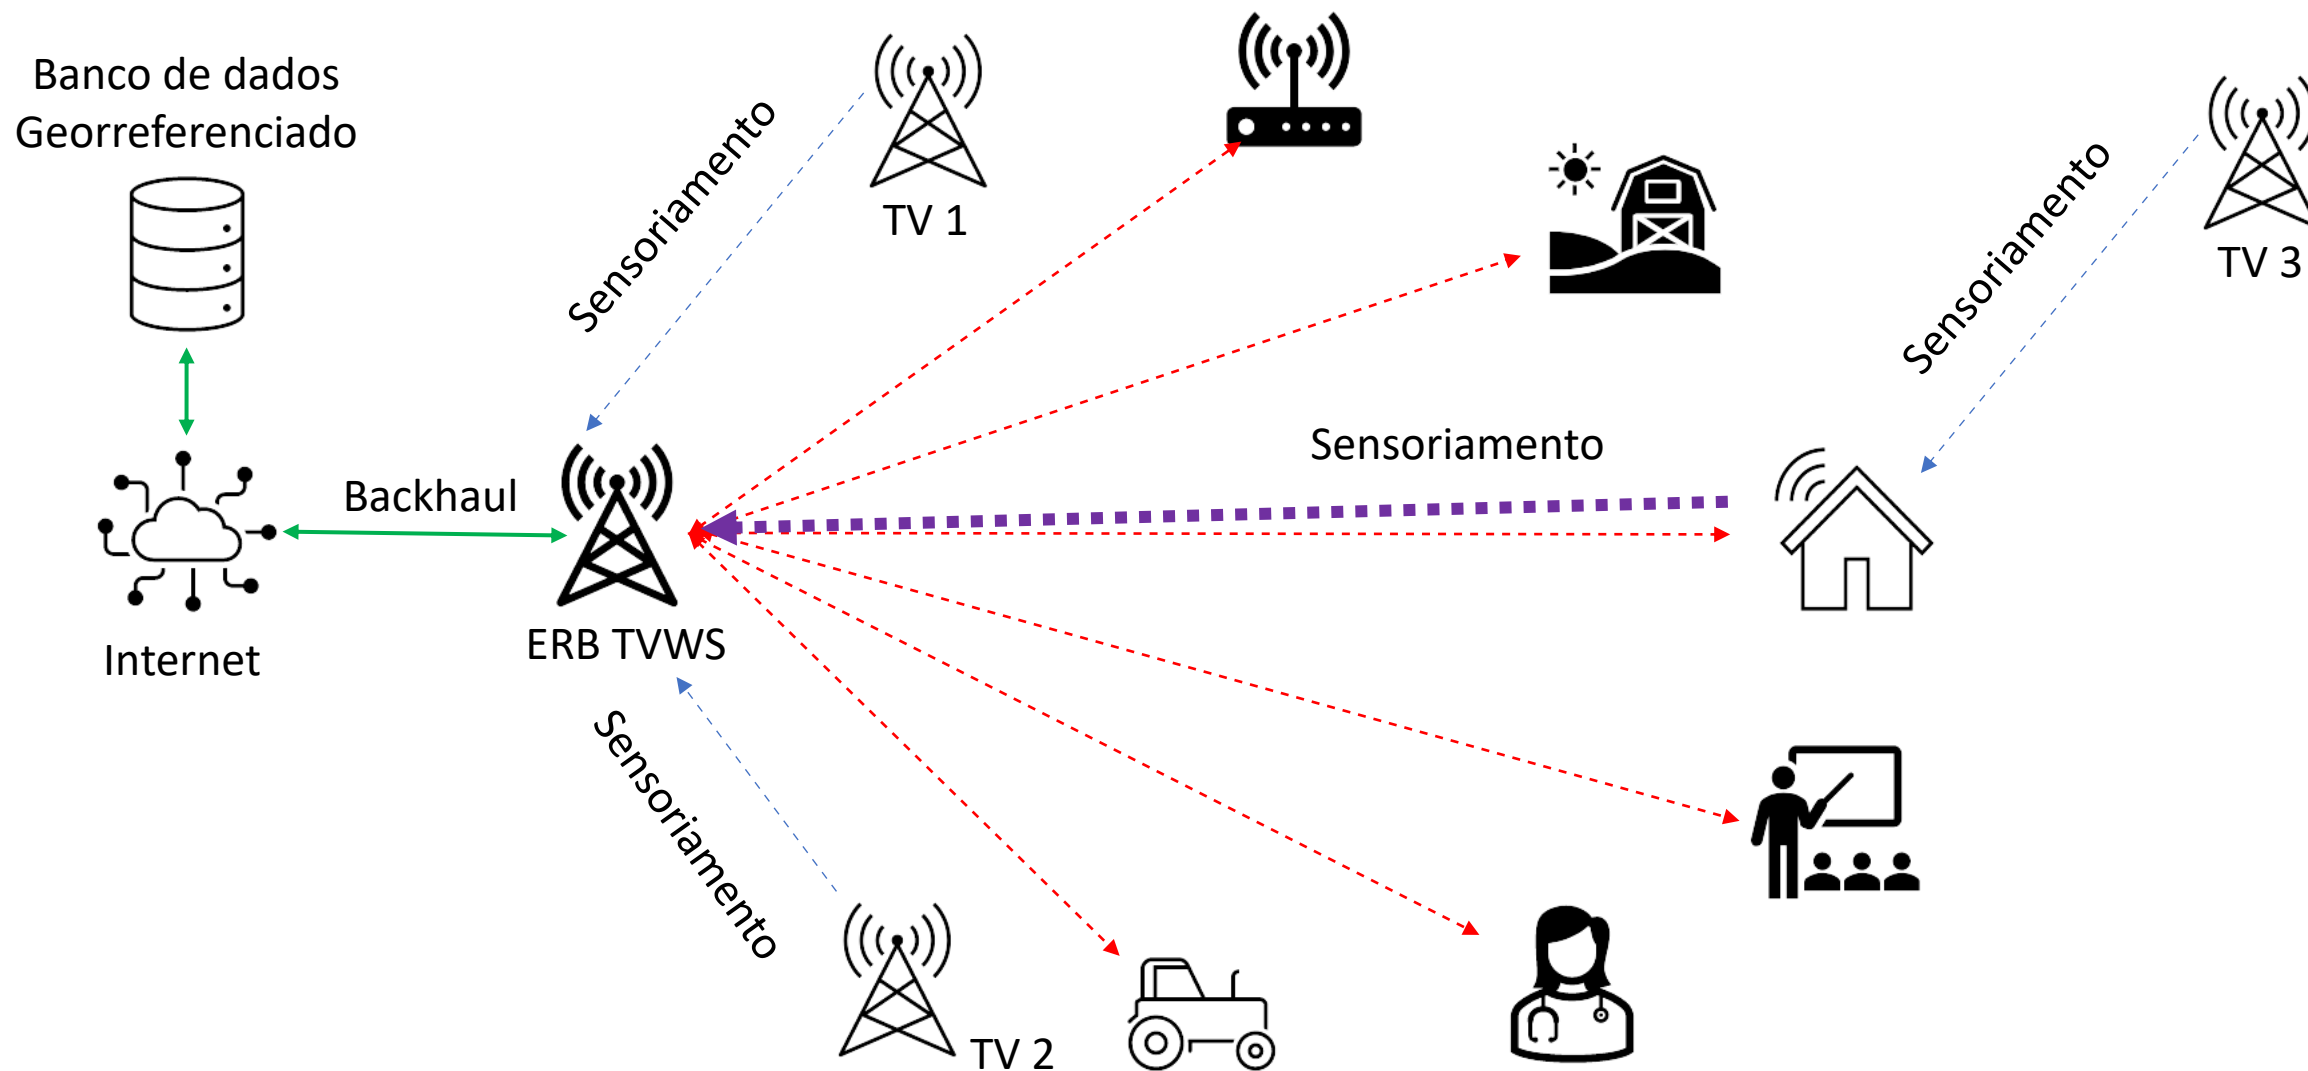 Banco de dados
Georreferenciado
Sensoriamento
TV 1
Sensoriamento
TV 3
Sensoriamento
Backhaul
Internet
ERB TVWS
Sensoriamento
TV 2